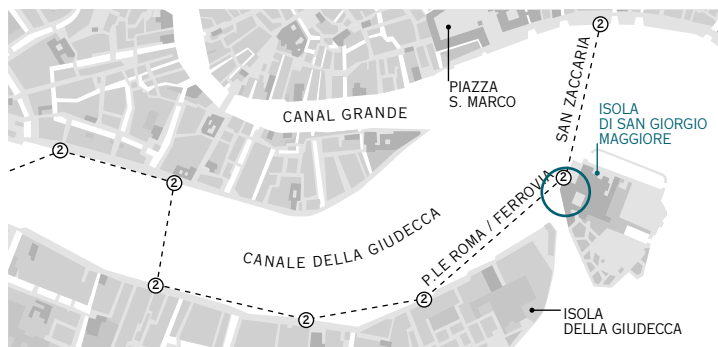 2
PIAZZA
S. MARCO
CANAL GRANDE
SAN ZACCARIA
ISOLA
DI SAN GIORGIO
MAGGIORE
2
2
2
P.LE ROMA / FERROVIA
CANALE DELLA GIUDECCA
2
2
2
ISOLA
DELLA GIUDECCA